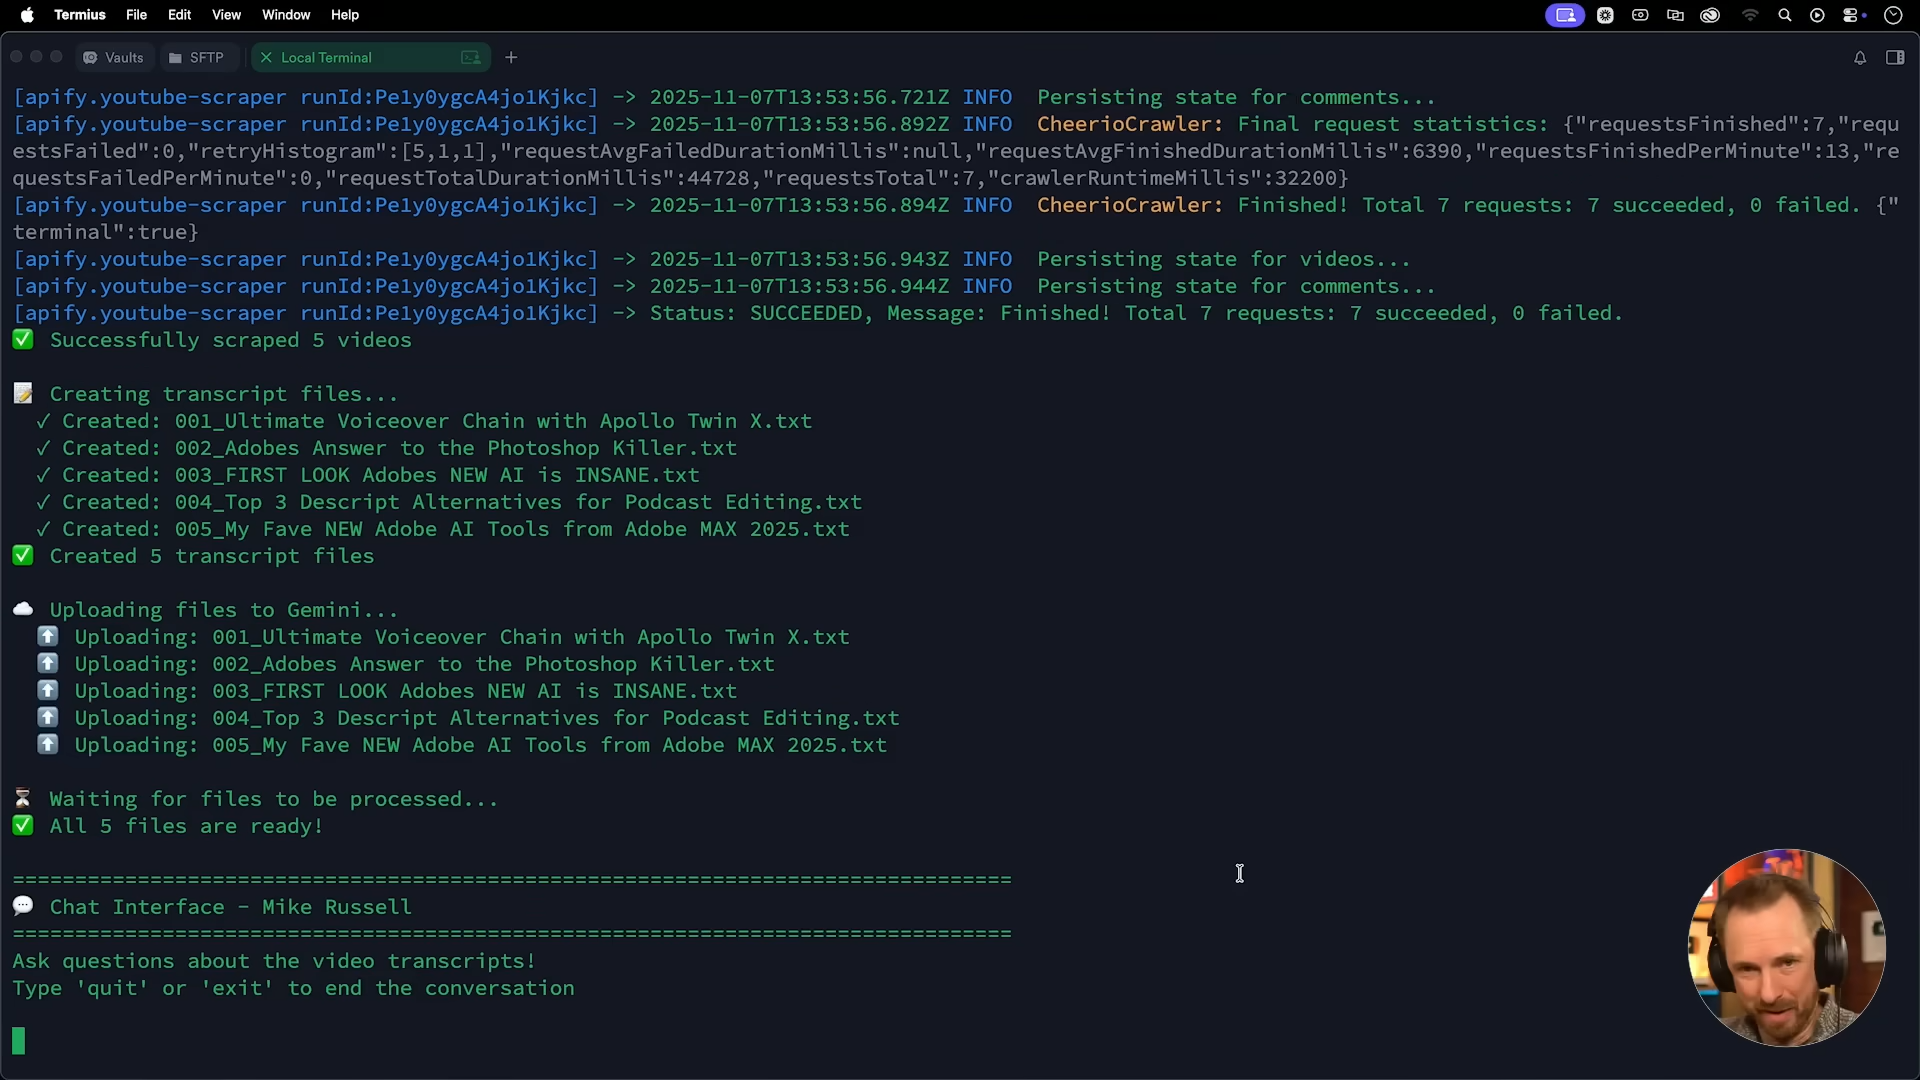 Termius File Edit View Window Help
Vaults SFTP Local Terminal
[apify.youtube-scraper runId:Pe1y0ygcA4jo1Kjkc] -> 2025-11-07T13:53:56.721Z INFO  Persisting state for comments...
[apify.youtube-scraper runId:Pe1y0ygcA4jo1Kjkc] -> 2025-11-07T13:53:56.892Z INFO  CheerioCrawler: Final request statistics: {"requestsFinished":7,"requ
estsFailed":0,"retryHistogram":[5,1,1],"requestAvgFailedDurationMillis":null,"requestAvgFinishedDurationMillis":6390,"requestsFinishedPerMinute":13,"re
questsFailedPerMinute":0,"requestTotalDurationMillis":44728,"requestsTotal":7,"crawlerRuntimeMillis":32200}
[apify.youtube-scraper runId:Pe1y0ygcA4jo1Kjkc] -> 2025-11-07T13:53:56.894Z INFO  CheerioCrawler: Finished! Total 7 requests: 7 succeeded, 0 failed. {"
terminal":true}
[apify.youtube-scraper runId:Pe1y0ygcA4jo1Kjkc] -> 2025-11-07T13:53:56.943Z INFO  Persisting state for videos...
[apify.youtube-scraper runId:Pe1y0ygcA4jo1Kjkc] -> 2025-11-07T13:53:56.944Z INFO  Persisting state for comments...
[apify.youtube-scraper runId:Pe1y0ygcA4jo1Kjkc] -> Status: SUCCEEDED, Message: Finished! Total 7 requests: 7 succeeded, 0 failed.
✅ Successfully scraped 5 videos
📝 Creating transcript files...
✓ Created: 001_Ultimate Voiceover Chain with Apollo Twin X.txt
✓ Created: 002_Adobes Answer to the Photoshop Killer.txt
✓ Created: 003_FIRST LOOK Adobes NEW AI is INSANE.txt
✓ Created: 004_Top 3 Descript Alternatives for Podcast Editing.txt
✓ Created: 005_My Fave NEW Adobe AI Tools from Adobe MAX 2025.txt
✅ Created 5 transcript files
☁️ Uploading files to Gemini...
⬆️ Uploading: 001_Ultimate Voiceover Chain with Apollo Twin X.txt
⬆️ Uploading: 002_Adobes Answer to the Photoshop Killer.txt
⬆️ Uploading: 003_FIRST LOOK Adobes NEW AI is INSANE.txt
⬆️ Uploading: 004_Top 3 Descript Alternatives for Podcast Editing.txt
⬆️ Uploading: 005_My Fave NEW Adobe AI Tools from Adobe MAX 2025.txt
⏳ Waiting for files to be processed...
✅ All 5 files are ready!
================================================================================
💬 Chat Interface - Mike Russell
================================================================================
Ask questions about the video transcripts!
Type 'quit' or 'exit' to end the conversation